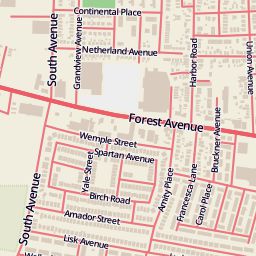 Continental Place
South Avenue
Grandview Avenue
Netherland Avenue
Harbor Road
Union Avenue
Forest Avenue
Wemple Street
Spartan Avenue
Yale Street
Birch Road
Amador Street
Lisk Avenue
South Avenue
Amity Place
Francesca Lane
Carol Place
Bruckner Avenue